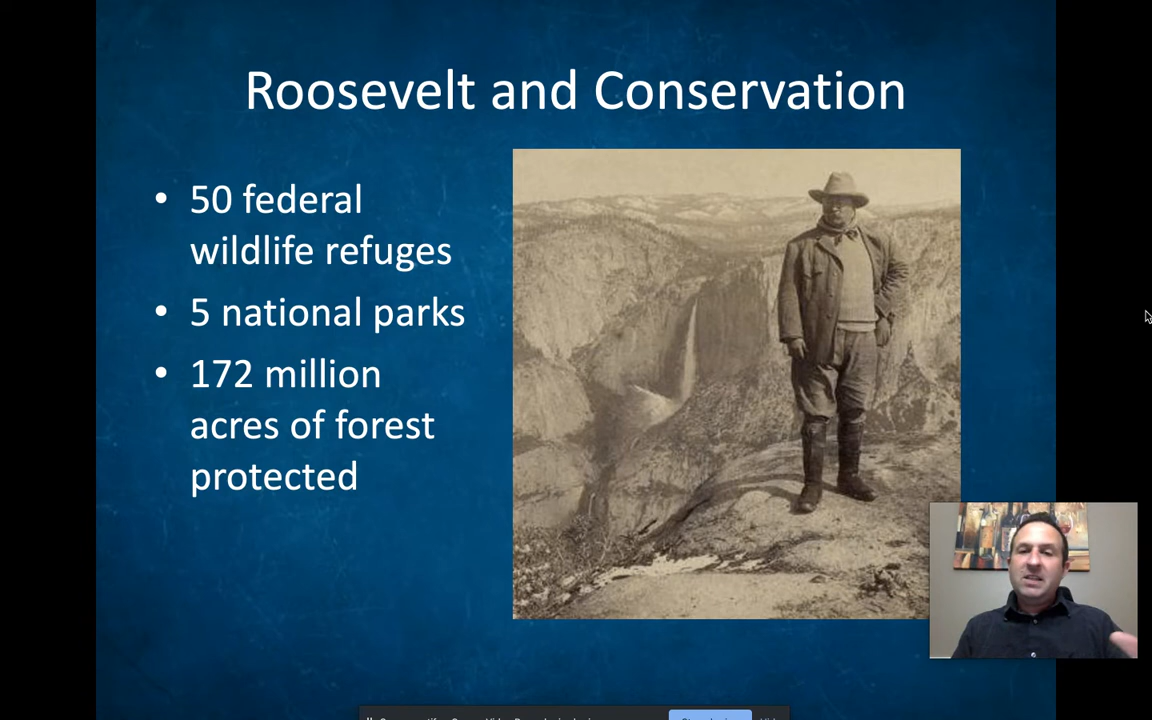 Roosevelt and Conservation
• 50 federal
wildlife refuges
• 5 national parks
• 172 million
acres of forest
protected